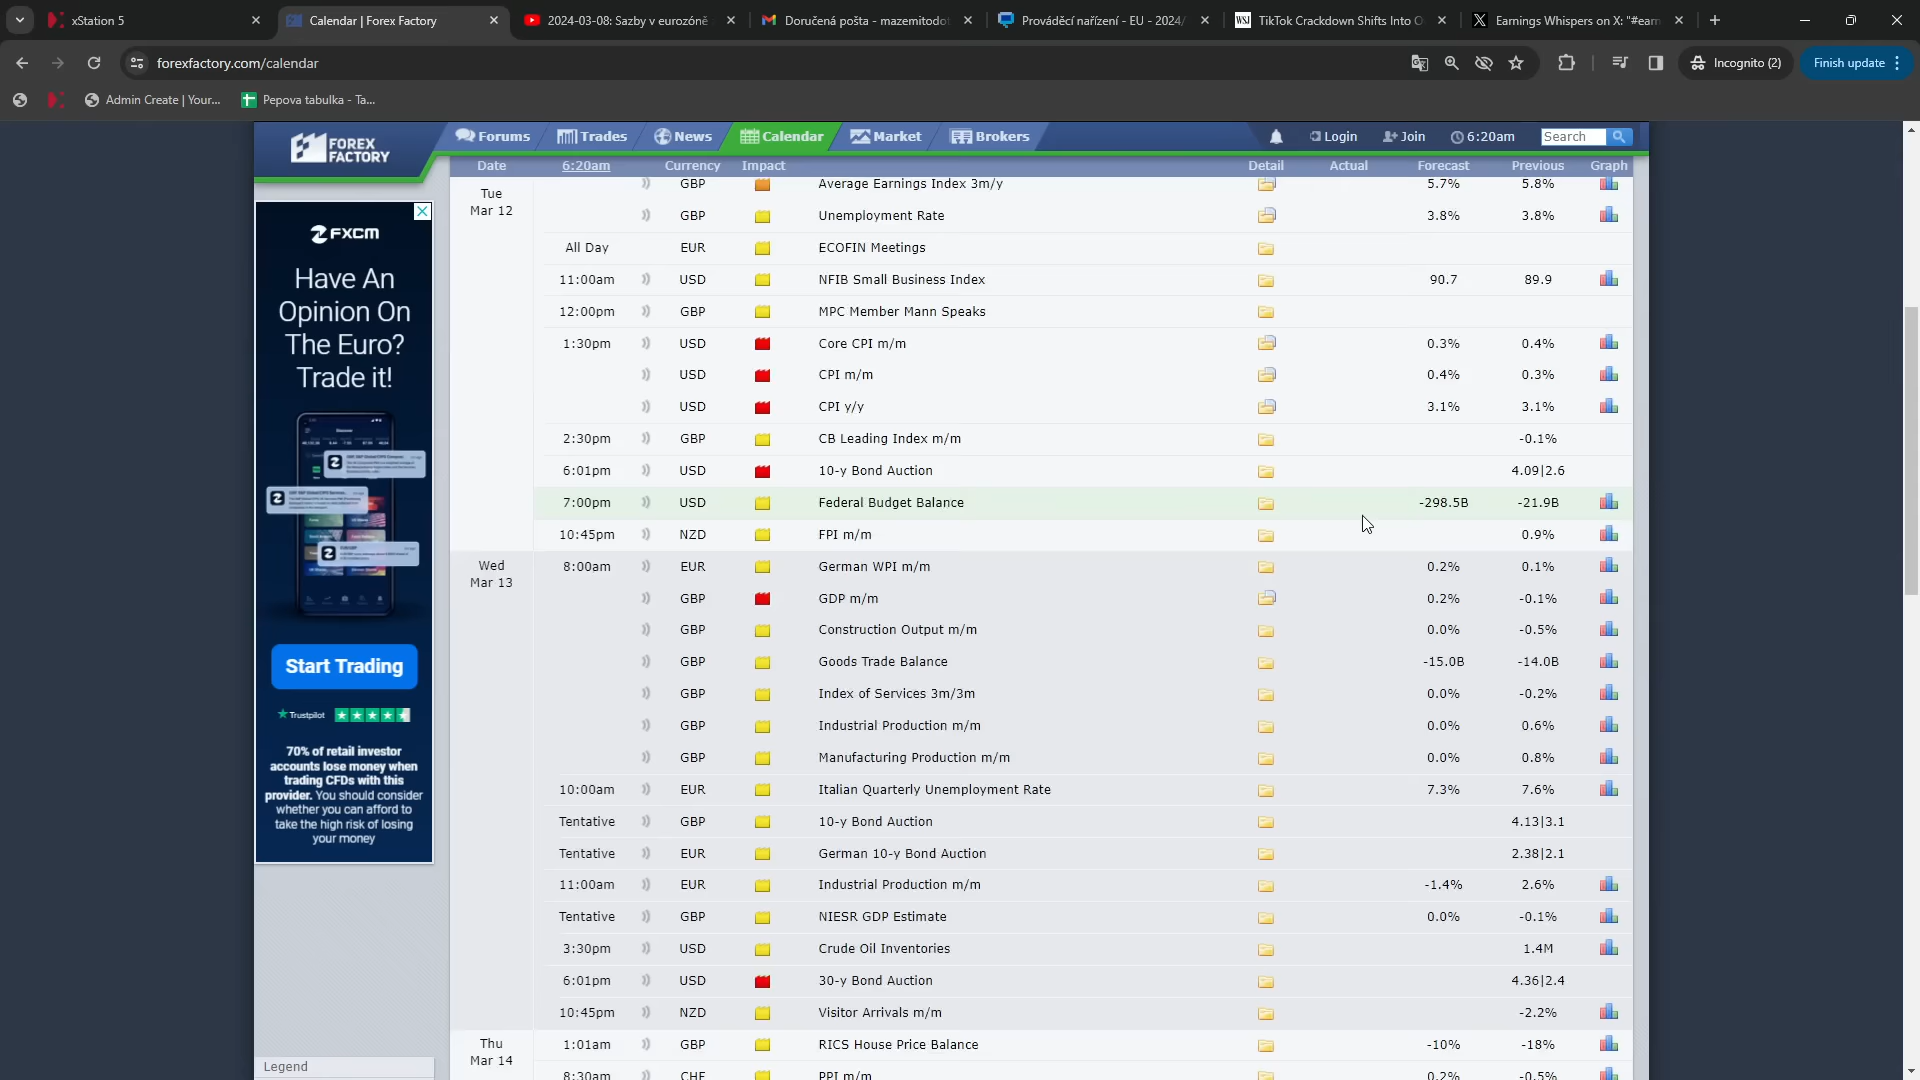 xStation 5
Calendar | Forex Factory
2024-03-08: Sazby v eurozóně
Doručená pošta - mazemitodo
Prováděcí nařízení - EU - 2024/
WSJ TikTok Crackdown Shifts Into O
Earnings Whispers on X: "#earn
forexfactory.com/calendar
Incognito (2)
Finish update
Admin Create | Your...
Pepova tabulka - Ta...
FOREX FACTORY
Forums Trades News Calendar Market Brokers
Login Join 6:20am Search
Date 6:20am Currency Impact Detail Actual Forecast Previous Graph
Tue Mar 12
GBP Average Earnings Index 3m/y 5.7% 5.8%
GBP Unemployment Rate 3.8% 3.8%
All Day EUR ECOFIN Meetings
11:00am USD NFIB Small Business Index 90.7 89.9
12:00pm GBP MPC Member Mann Speaks
1:30pm USD Core CPI m/m 0.3% 0.4%
USD CPI m/m 0.4% 0.3%
USD CPI y/y 3.1% 3.1%
2:30pm GBP CB Leading Index m/m -0.1%
6:01pm USD 10-y Bond Auction 4.09|2.6
7:00pm USD Federal Budget Balance -298.5B -21.9B
10:45pm NZD FPI m/m 0.9%
Wed Mar 13
8:00am EUR German WPI m/m 0.2% 0.1%
GBP GDP m/m 0.2% -0.1%
GBP Construction Output m/m 0.0% -0.5%
GBP Goods Trade Balance -15.0B -14.0B
GBP Index of Services 3m/3m 0.0% -0.2%
GBP Industrial Production m/m 0.0% 0.6%
GBP Manufacturing Production m/m 0.0% 0.8%
10:00am EUR Italian Quarterly Unemployment Rate 7.3% 7.6%
Tentative GBP 10-y Bond Auction 4.13|3.1
Tentative EUR German 10-y Bond Auction 2.38|2.1
11:00am EUR Industrial Production m/m -1.4% 2.6%
Tentative GBP NIESR GDP Estimate 0.0% -0.1%
3:30pm USD Crude Oil Inventories 1.4M
6:01pm USD 30-y Bond Auction 4.36|2.4
10:45pm NZD Visitor Arrivals m/m -2.2%
Thu Mar 14
1:01am GBP RICS House Price Balance -10% -18%
8:30am CHF PPI m/m 0.2% -0.5%
FXCM
Have An
Opinion On
The Euro?
Trade it!
Start Trading
Trustpilot
70% of retail investor
accounts lose money when
trading CFDs with this
provider. You should consider
whether you can afford to
take the high risk of losing
your money
Legend